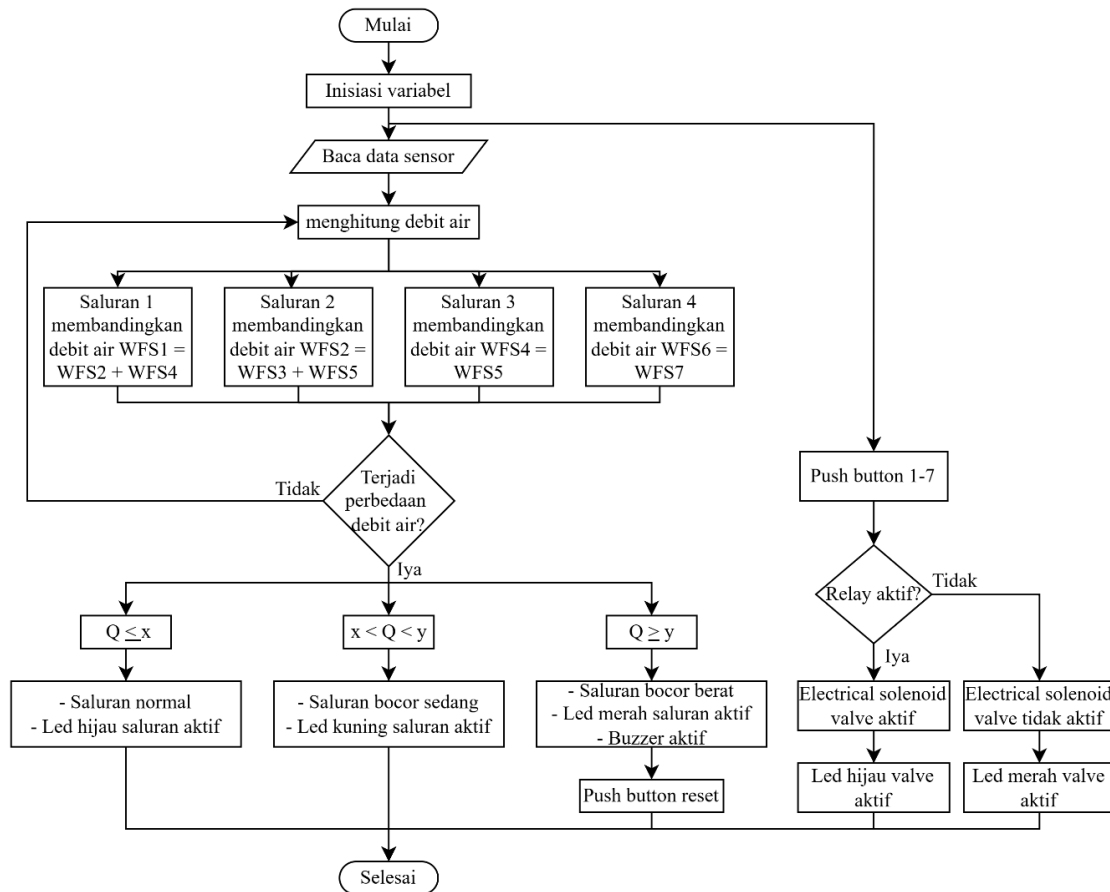 Mulai
Inisiasi variabel
Baca data sensor
menghitung debit air
Saluran 1
membandingkan
debit air WFS1 =
WFS2 + WFS4
Saluran 2
membandingkan
debit air WFS2 =
WFS3 + WFS5
Saluran 3
membandingkan
debit air WFS4 =
WFS5
Saluran 4
membandingkan
debit air WFS6 =
WFS7
Terjadi
perbedaan
debit air?
Tidak
Iya
Q ≤ x
x < Q < y
Q ≥ y
- Saluran normal
- Led hijau saluran aktif
- Saluran bocor sedang
- Led kuning saluran aktif
- Saluran bocor berat
- Led merah saluran aktif
- Buzzer aktif
Push button reset
Push button 1-7
Relay aktif?
Tidak
Iya
Electrical solenoid
valve aktif
Electrical solenoid
valve tidak aktif
Led hijau valve
aktif
Led merah valve
aktif
Selesai